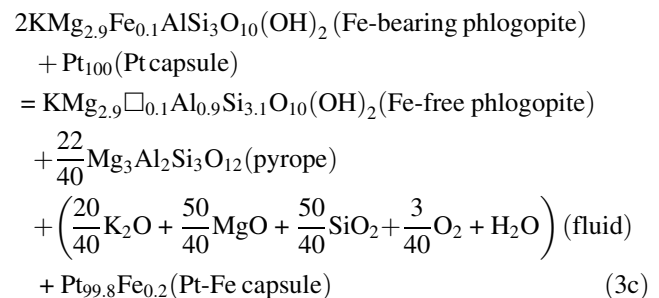 2KMg₂.₉Fe₀.₁AlSi₃O₁₀(OH)₂ (Fe-bearing phlogopite)
+ Pt₁₀₀(Pt capsule)
= KMg₂.₉□₀.₁Al₀.₉Si₃.₁O₁₀(OH)₂(Fe-free phlogopite)
+ 22/40 Mg₃Al₂Si₃O₁₂(pyrope)
+ (20/40 K₂O + 50/40 MgO + 50/40 SiO₂ + 3/40 O₂ + H₂O) (fluid)
+ Pt₉₉.₈Fe₀.₂(Pt-Fe capsule) (3c)